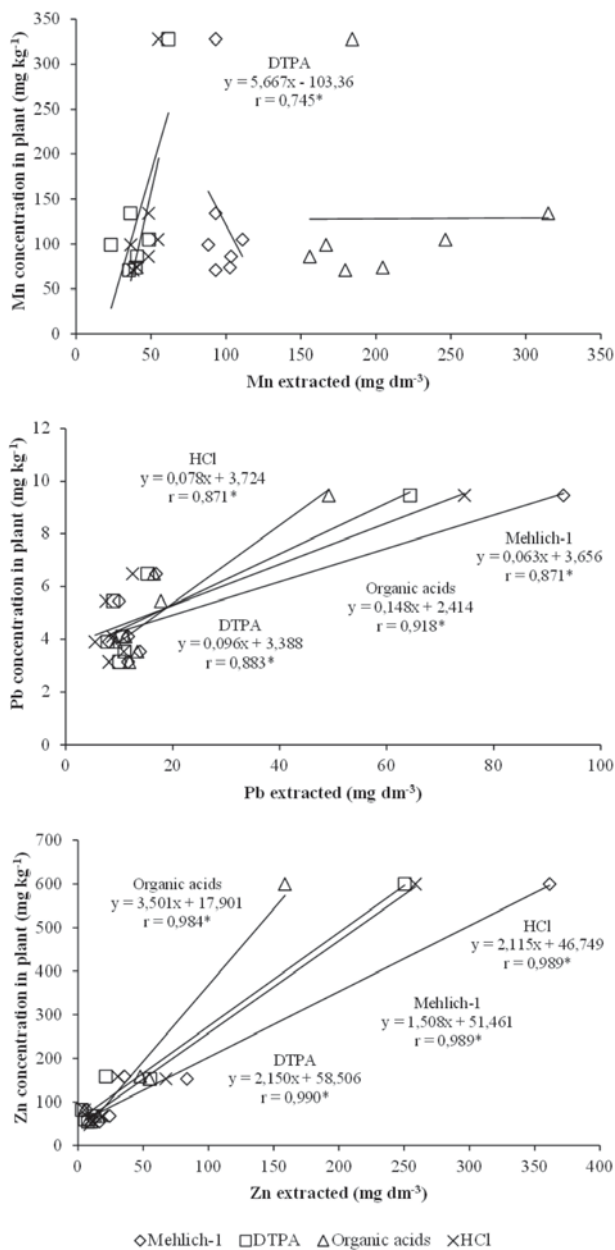 350
300
250
200
150
100
50
0
Mn concentration in plant (mg kg⁻¹)
DTPA
y = 5,667x - 103,36
r = 0,745*
0 50 100 150 200 250 300 350
Mn extracted (mg dm⁻³)
12
10
8
6
4
2
0
Pb concentration in plant (mg kg⁻¹)
HCl
y = 0,078x + 3,724
r = 0,871*
Mehlich-1
y = 0,063x + 3,656
r = 0,871*
Organic acids
y = 0,148x + 2,414
r = 0,918*
DTPA
y = 0,096x + 3,388
r = 0,883*
0 20 40 60 80 100
Pb extracted (mg dm⁻³)
700
600
500
400
300
200
100
0
Zn concentration in plant (mg kg⁻¹)
Organic acids
y = 3,501x + 17,901
r = 0,984*
HCl
y = 2,115x + 46,749
r = 0,989*
Mehlich-1
y = 1,508x + 51,461
r = 0,989*
DTPA
y = 2,150x + 58,506
r = 0,990*
0 50 100 150 200 250 300 350 400
Zn extracted (mg dm⁻³)
◇Mehlich-1 □DTPA △Organic acids ×HCl